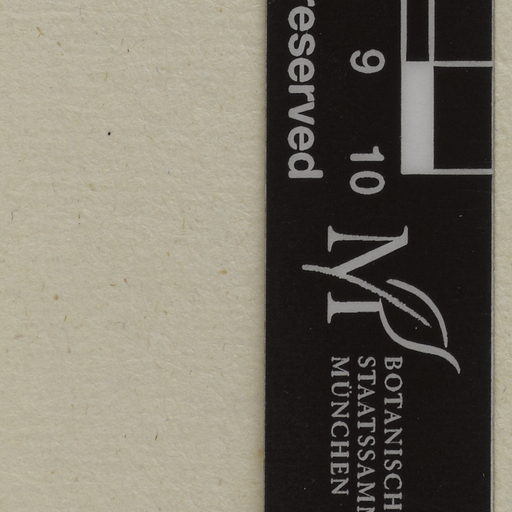 reserved
9 10
BOTANISCH
STAATSSAMM
MÜNCHEN